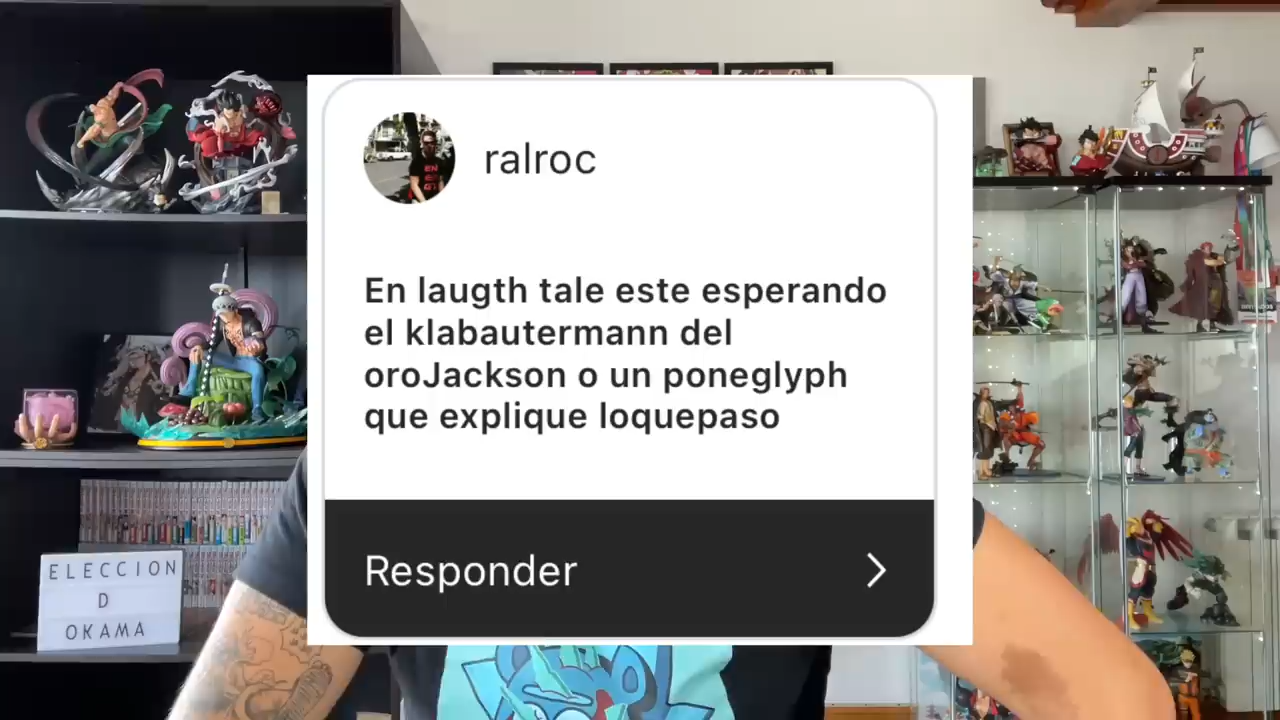 ralroc
En laugth tale este esperando
el klabautermann del
oroJackson o un poneglyph
que explique loquepaso
Responder
ELECCION
D
OKAMA